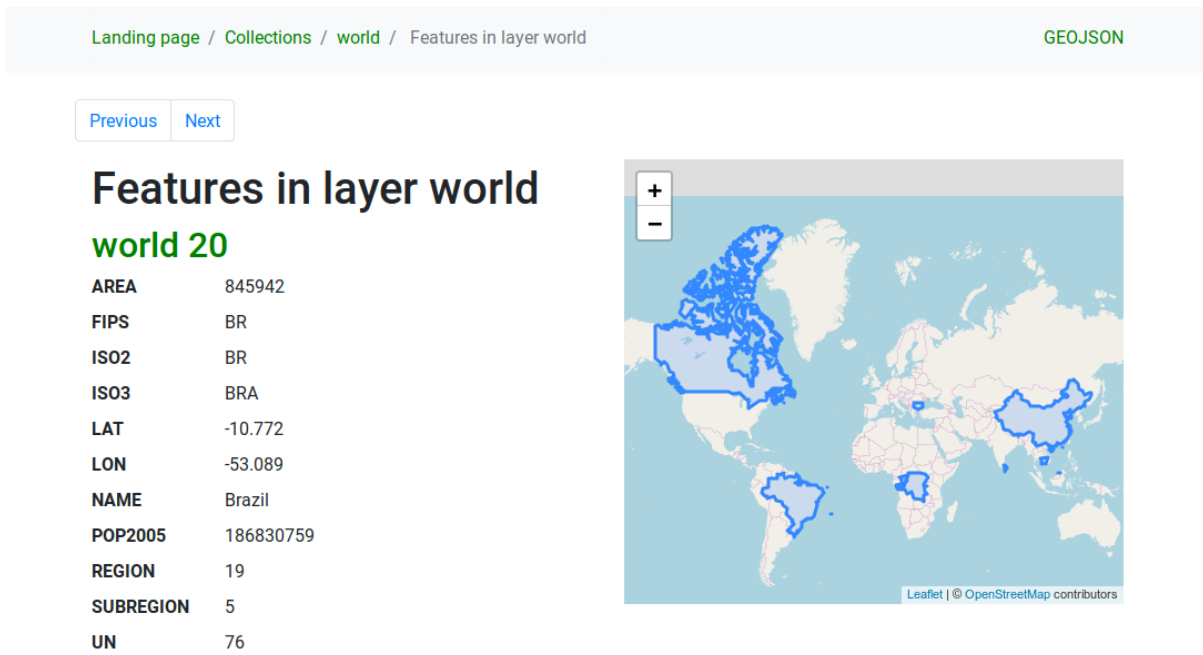 Landing page / Collections / world / Features in layer world GEOJSON
Previous Next
Features in layer world
world 20
AREA 845942
FIPS BR
ISO2 BR
ISO3 BRA
LAT -10.772
LON -53.089
NAME Brazil
POP2005 186830759
REGION 19
SUBREGION 5
UN 76
+
−
Leaflet | © OpenStreetMap contributors